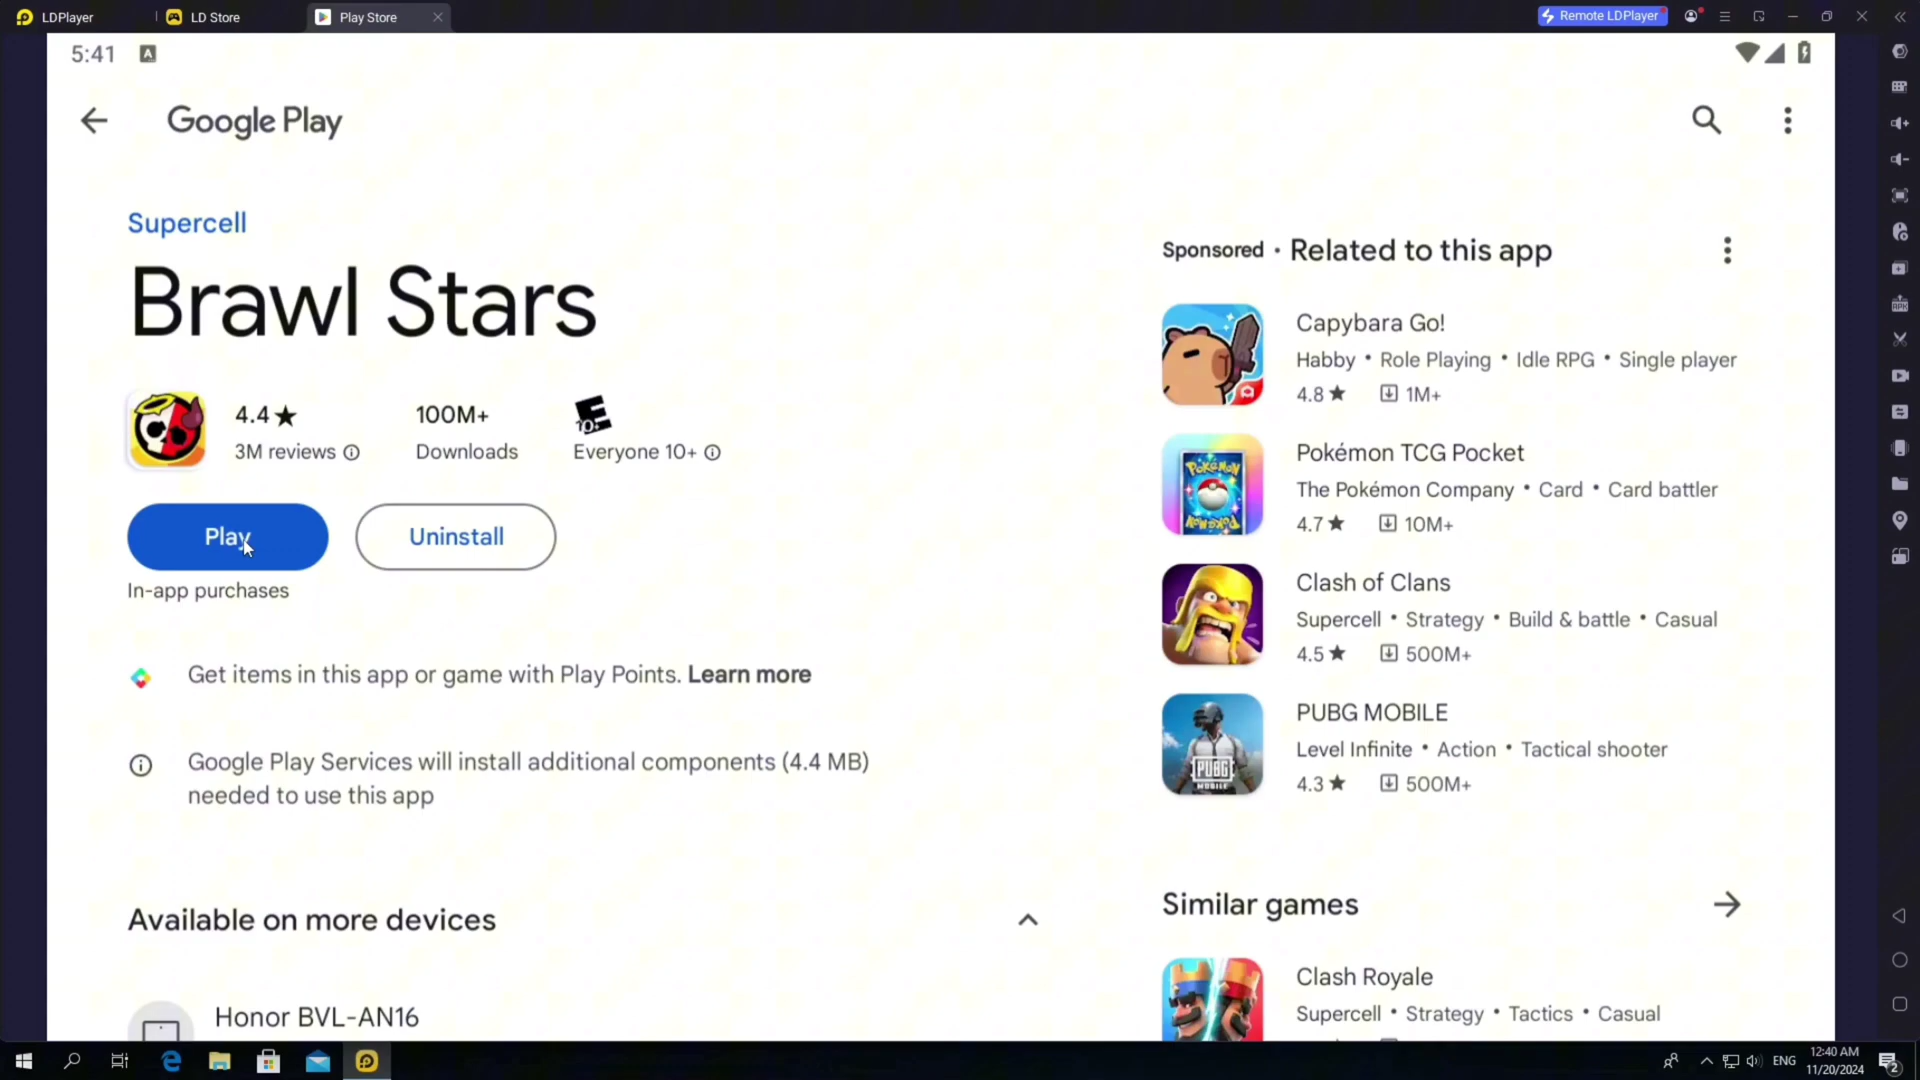 LDPlayer
LD Store
Play Store
Remote LDPlayer
5:41
A
Google Play
Supercell
Brawl Stars
4.4★
3M reviews
100M+
Downloads
E
10+
Everyone 10+
Play
Uninstall
In-app purchases
Get items in this app or game with Play Points. Learn more
Google Play Services will install additional components (4.4 MB)
needed to use this app
Available on more devices
Honor BVL-AN16
Sponsored • Related to this app
Capybara Go!
Habby • Role Playing • Idle RPG • Single player
4.8★ 1M+
POKÉMON
Pokémon TCG Pocket
The Pokémon Company • Card • Card battler
4.7★ 10M+
Clash of Clans
Supercell • Strategy • Build & battle • Casual
4.5★ 500M+
PUBG
MOBILE
PUBG MOBILE
Level Infinite • Action • Tactical shooter
4.3★ 500M+
Similar games
Clash Royale
Supercell • Strategy • Tactics • Casual
ENG
12:40 AM
11/20/2024
2